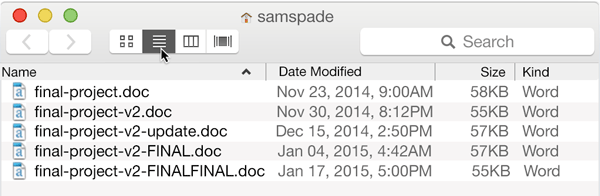 samspade
Search
Name Date Modified Size Kind
final-project.doc Nov 23, 2014, 9:00AM 58KB Word
final-project-v2.doc Nov 30, 2014, 8:12PM 55KB Word
final-project-v2-update.doc Dec 15, 2014, 2:50PM 57KB Word
final-project-v2-FINAL.doc Jan 04, 2015, 4:42AM 57KB Word
final-project-v2-FINALFINAL.doc Jan 17, 2015, 5:00PM 55KB Word